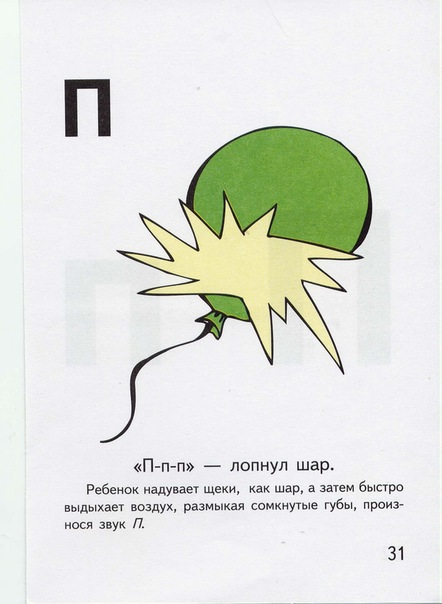 П
«П-п-п» — лопнул шар.
Ребенок надувает щеки, как шар, а затем быстро
выдыхает воздух, размыкая сомкнутые губы, произ-
нося звук П.
31